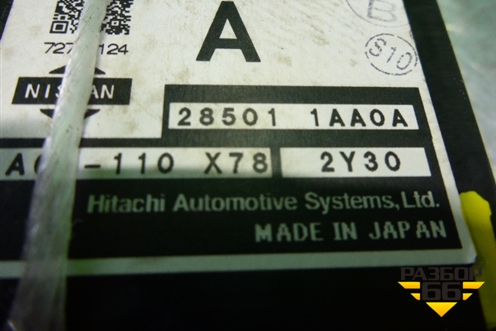 B
A
S10
NISSAN
28501 1AA0A
-110 X78 2Y30
Hitachi Automotive Systems, Ltd.
MADE IN JAPAN
РАЗБОР
66